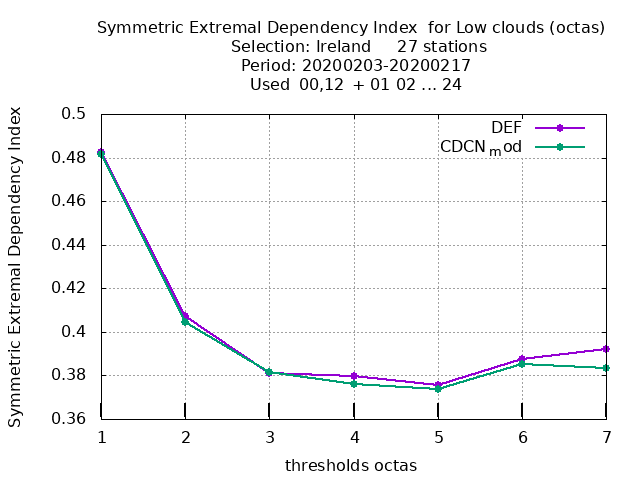 Symmetric Extremal Dependency Index  for Low clouds (octas)
Selection: Ireland     27 stations
Period: 20200203-20200217
Used  00,12  + 01 02 ... 24
Symmetric Extremal Dependency Index
0.5
0.48
0.46
0.44
0.42
0.4
0.38
0.36
DEF
CDCN_mod
1 2 3 4 5 6 7
thresholds octas